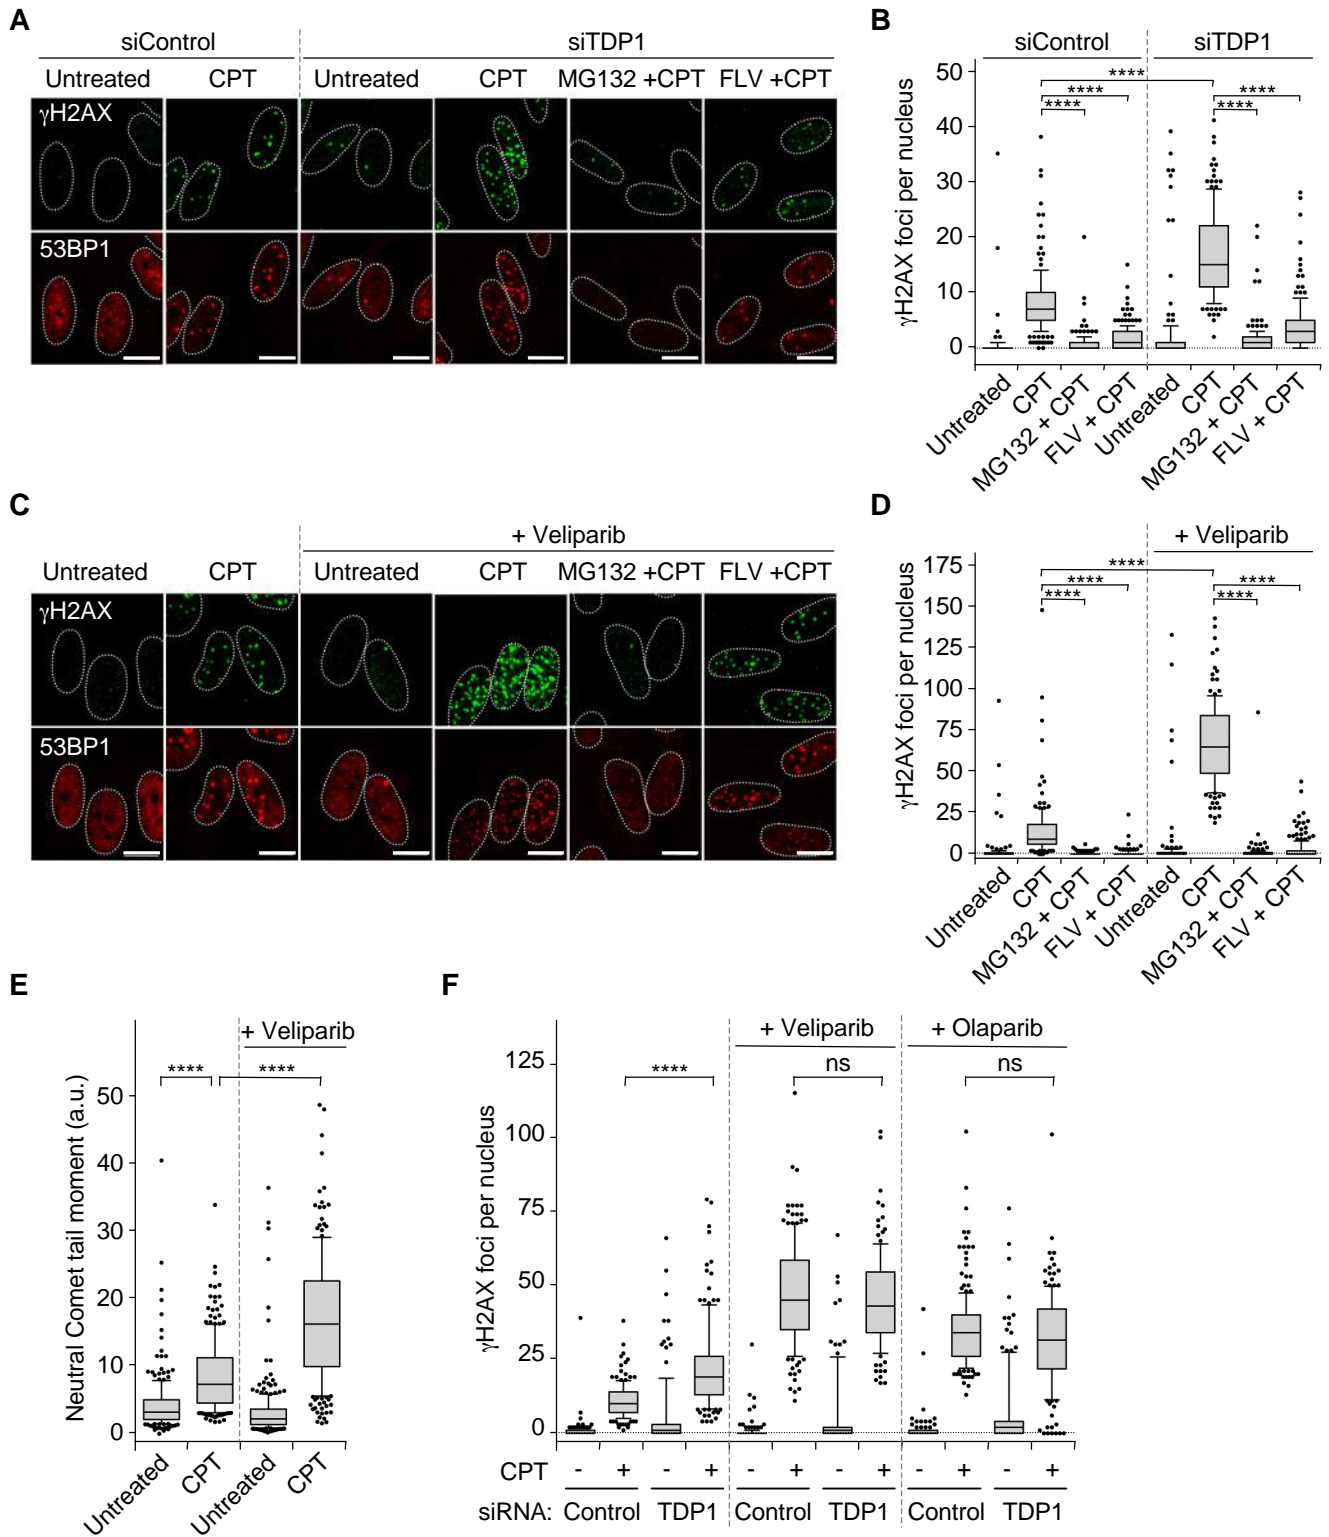 A
siControl
siTDP1
Untreated
CPT
Untreated
CPT
MG132 +CPT
FLV +CPT
γH2AX
53BP1
B
siControl
siTDP1
γH2AX foci per nucleus
50
40
30
20
10
0
****
****
****
****
****
Untreated
CPT
MG132 + CPT
FLV + CPT
Untreated
CPT
MG132 + CPT
FLV + CPT
C
+ Veliparib
Untreated
CPT
Untreated
CPT
MG132 +CPT
FLV +CPT
γH2AX
53BP1
D
+ Veliparib
γH2AX foci per nucleus
175
150
125
100
75
50
25
0
****
****
****
****
****
Untreated
CPT
MG132 + CPT
FLV + CPT
Untreated
CPT
MG132 + CPT
FLV + CPT
E
+ Veliparib
Neutral Comet tail moment (a.u.)
50
40
30
20
10
0
****
****
Untreated
CPT
Untreated
CPT
F
+ Veliparib
+ Olaparib
γH2AX foci per nucleus
125
100
75
50
25
0
****
ns
ns
CPT - + - + - + - + - + - +
siRNA: Control TDP1 Control TDP1 Control TDP1